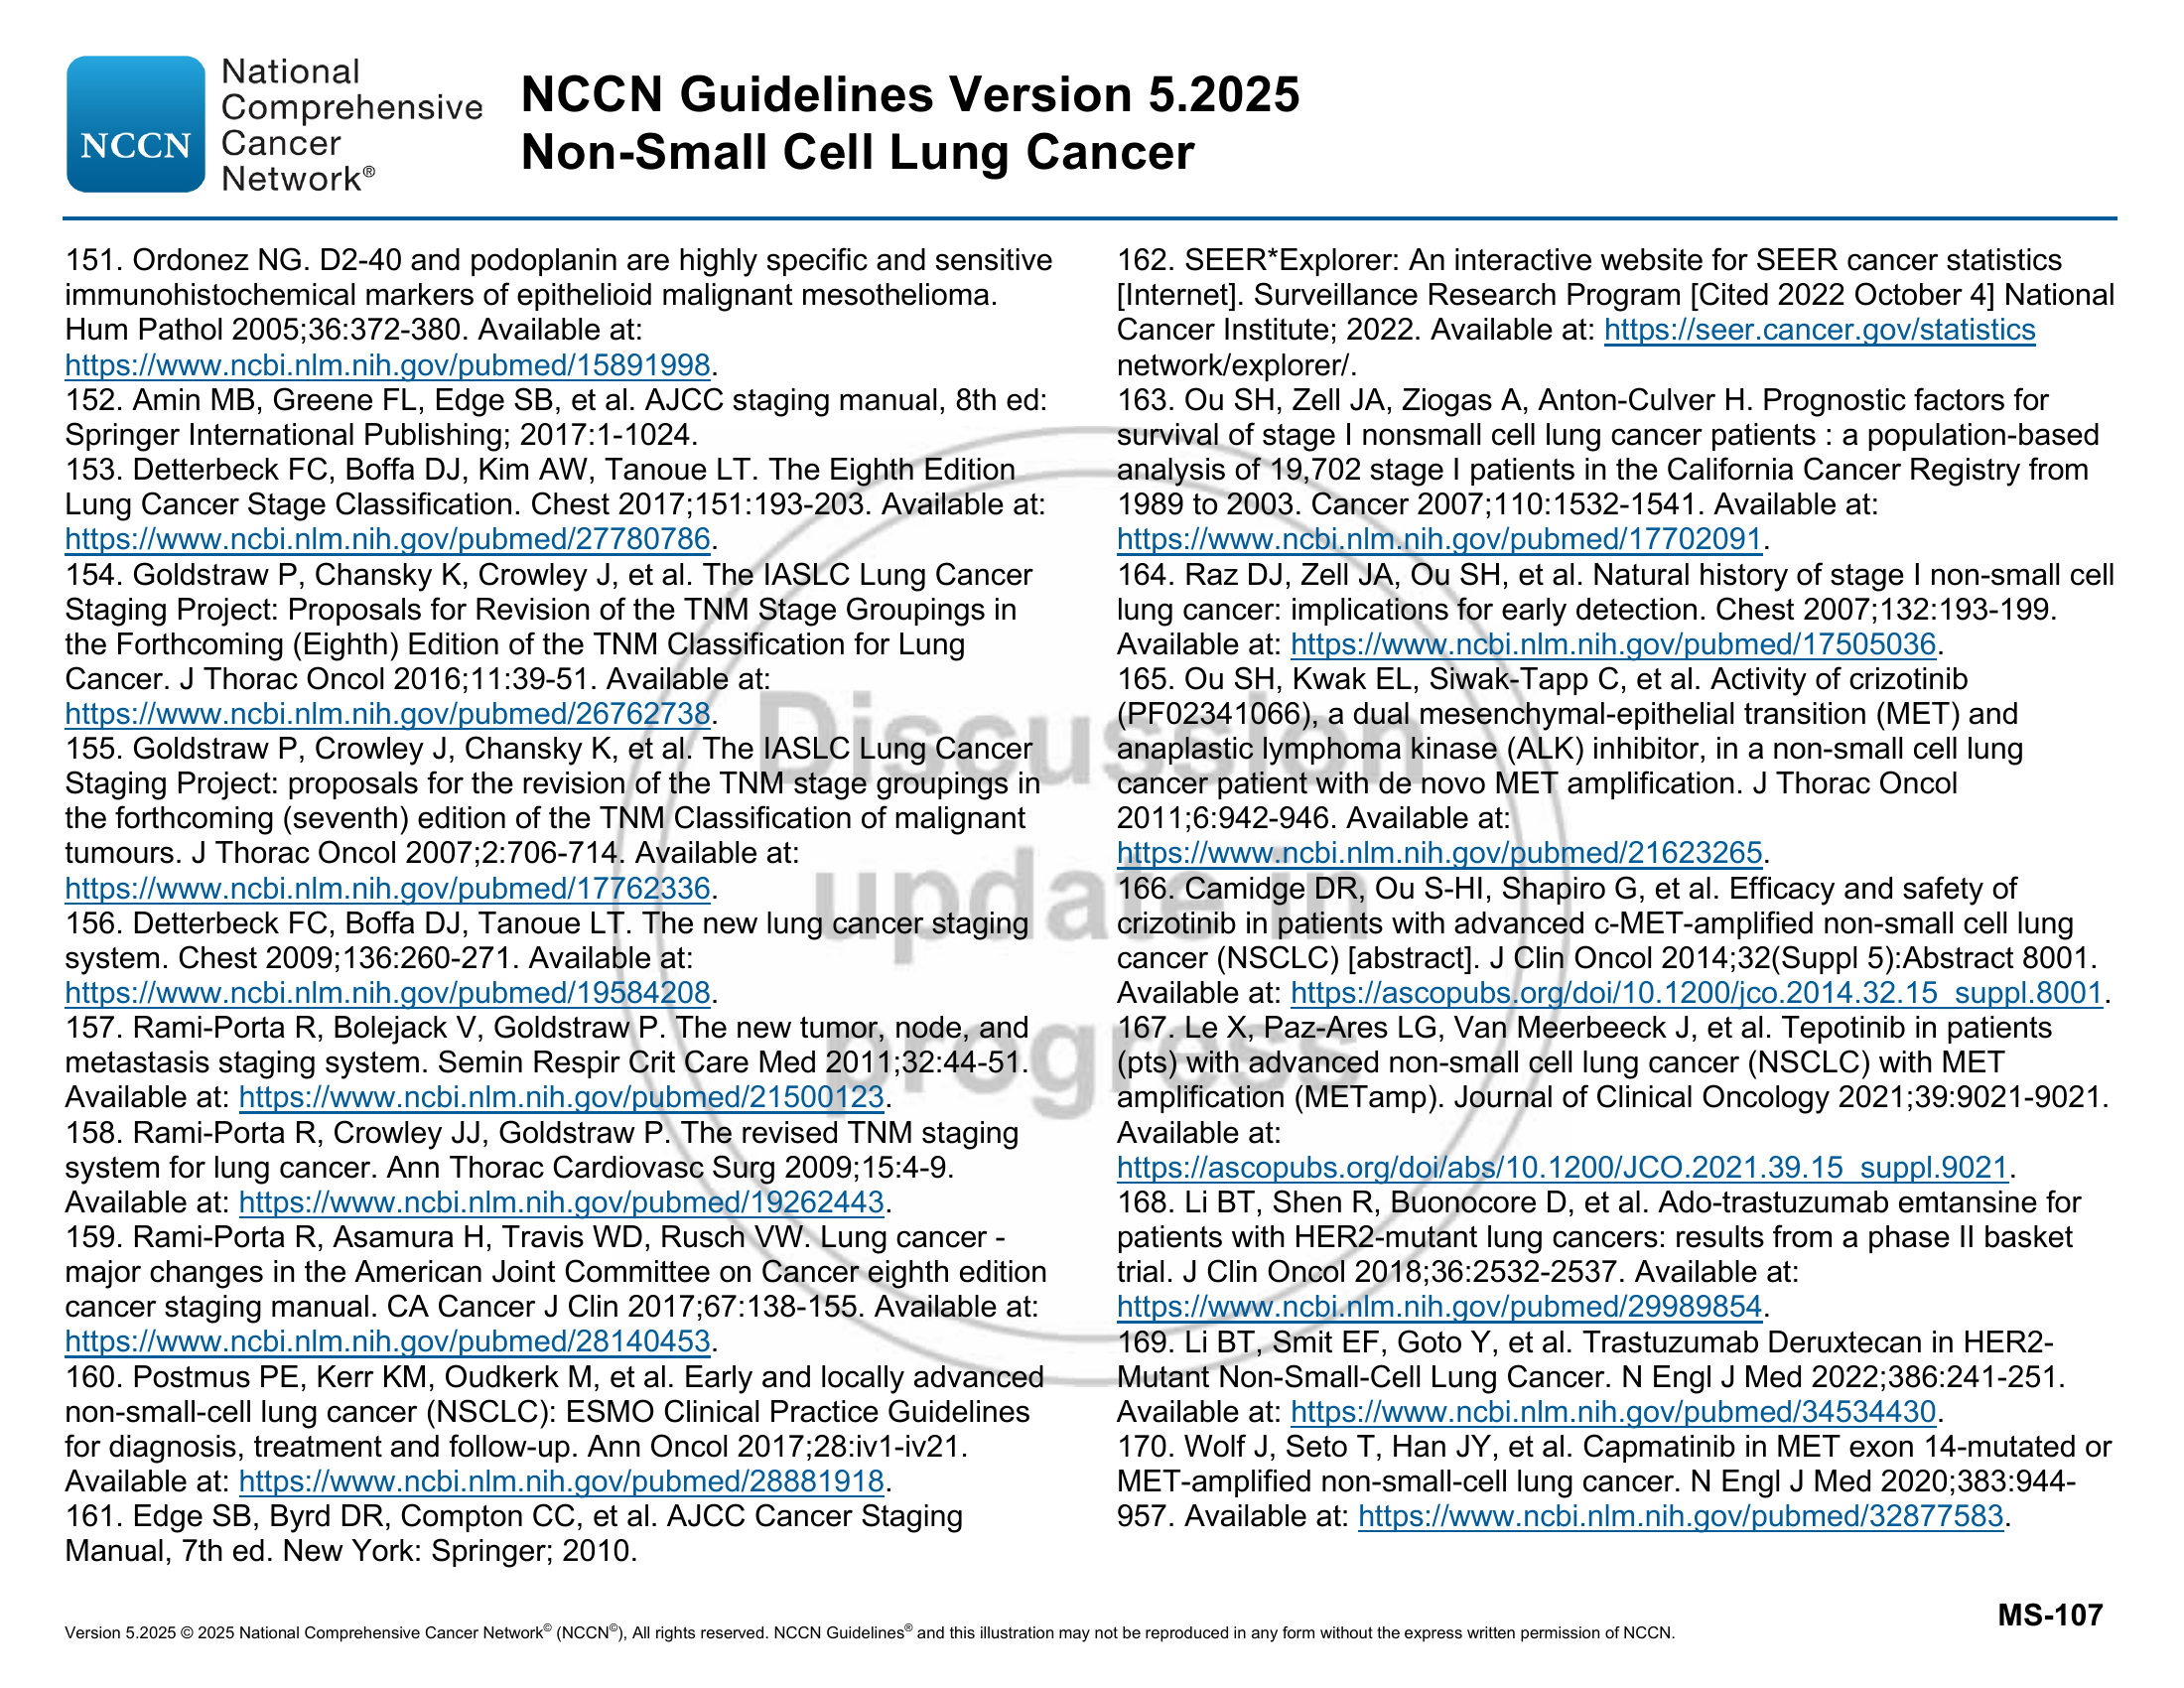 National
Comprehensive
NCCN Cancer
Network®
NCCN Guidelines Version 5.2025
Non-Small Cell Lung Cancer
151. Ordonez NG. D2-40 and podoplanin are highly specific and sensitive
immunohistochemical markers of epithelioid malignant mesothelioma.
Hum Pathol 2005;36:372-380. Available at:
https://www.ncbi.nlm.nih.gov/pubmed/15891998.
152. Amin MB, Greene FL, Edge SB, et al. AJCC staging manual, 8th ed:
Springer International Publishing; 2017:1-1024.
153. Detterbeck FC, Boffa DJ, Kim AW, Tanoue LT. The Eighth Edition
Lung Cancer Stage Classification. Chest 2017;151:193-203. Available at:
https://www.ncbi.nlm.nih.gov/pubmed/27780786.
154. Goldstraw P, Chansky K, Crowley J, et al. The IASLC Lung Cancer
Staging Project: Proposals for Revision of the TNM Stage Groupings in
the Forthcoming (Eighth) Edition of the TNM Classification for Lung
Cancer. J Thorac Oncol 2016;11:39-51. Available at:
https://www.ncbi.nlm.nih.gov/pubmed/26762738.
155. Goldstraw P, Crowley J, Chansky K, et al. The IASLC Lung Cancer
Staging Project: proposals for the revision of the TNM stage groupings in
the forthcoming (seventh) edition of the TNM Classification of malignant
tumours. J Thorac Oncol 2007;2:706-714. Available at:
https://www.ncbi.nlm.nih.gov/pubmed/17762336.
156. Detterbeck FC, Boffa DJ, Tanoue LT. The new lung cancer staging
system. Chest 2009;136:260-271. Available at:
https://www.ncbi.nlm.nih.gov/pubmed/19584208.
157. Rami-Porta R, Bolejack V, Goldstraw P. The new tumor, node, and
metastasis staging system. Semin Respir Crit Care Med 2011;32:44-51.
Available at: https://www.ncbi.nlm.nih.gov/pubmed/21500123.
158. Rami-Porta R, Crowley JJ, Goldstraw P. The revised TNM staging
system for lung cancer. Ann Thorac Cardiovasc Surg 2009;15:4-9.
Available at: https://www.ncbi.nlm.nih.gov/pubmed/19262443.
159. Rami-Porta R, Asamura H, Travis WD, Rusch VW. Lung cancer -
major changes in the American Joint Committee on Cancer eighth edition
cancer staging manual. CA Cancer J Clin 2017;67:138-155. Available at:
https://www.ncbi.nlm.nih.gov/pubmed/28140453.
160. Postmus PE, Kerr KM, Oudkerk M, et al. Early and locally advanced
non-small-cell lung cancer (NSCLC): ESMO Clinical Practice Guidelines
for diagnosis, treatment and follow-up. Ann Oncol 2017;28:iv1-iv21.
Available at: https://www.ncbi.nlm.nih.gov/pubmed/28881918.
161. Edge SB, Byrd DR, Compton CC, et al. AJCC Cancer Staging
Manual, 7th ed. New York: Springer; 2010.
162. SEER*Explorer: An interactive website for SEER cancer statistics
[Internet]. Surveillance Research Program [Cited 2022 October 4] National
Cancer Institute; 2022. Available at: https://seer.cancer.gov/statistics
network/explorer/.
163. Ou SH, Zell JA, Ziogas A, Anton-Culver H. Prognostic factors for
survival of stage I nonsmall cell lung cancer patients : a population-based
analysis of 19,702 stage I patients in the California Cancer Registry from
1989 to 2003. Cancer 2007;110:1532-1541. Available at:
https://www.ncbi.nlm.nih.gov/pubmed/17702091.
164. Raz DJ, Zell JA, Ou SH, et al. Natural history of stage I non-small cell
lung cancer: implications for early detection. Chest 2007;132:193-199.
Available at: https://www.ncbi.nlm.nih.gov/pubmed/17505036.
165. Ou SH, Kwak EL, Siwak-Tapp C, et al. Activity of crizotinib
(PF02341066), a dual mesenchymal-epithelial transition (MET) and
anaplastic lymphoma kinase (ALK) inhibitor, in a non-small cell lung
cancer patient with de novo MET amplification. J Thorac Oncol
2011;6:942-946. Available at:
https://www.ncbi.nlm.nih.gov/pubmed/21623265.
166. Camidge DR, Ou S-HI, Shapiro G, et al. Efficacy and safety of
crizotinib in patients with advanced c-MET-amplified non-small cell lung
cancer (NSCLC) [abstract]. J Clin Oncol 2014;32(Suppl 5):Abstract 8001.
Available at: https://ascopubs.org/doi/10.1200/jco.2014.32.15_suppl.8001.
167. Le X, Paz-Ares LG, Van Meerbeeck J, et al. Tepotinib in patients
(pts) with advanced non-small cell lung cancer (NSCLC) with MET
amplification (METamp). Journal of Clinical Oncology 2021;39:9021-9021.
Available at:
https://ascopubs.org/doi/abs/10.1200/JCO.2021.39.15_suppl.9021.
168. Li BT, Shen R, Buonocore D, et al. Ado-trastuzumab emtansine for
patients with HER2-mutant lung cancers: results from a phase II basket
trial. J Clin Oncol 2018;36:2532-2537. Available at:
https://www.ncbi.nlm.nih.gov/pubmed/29989854.
169. Li BT, Smit EF, Goto Y, et al. Trastuzumab Deruxtecan in HER2-
Mutant Non-Small-Cell Lung Cancer. N Engl J Med 2022;386:241-251.
Available at: https://www.ncbi.nlm.nih.gov/pubmed/34534430.
170. Wolf J, Seto T, Han JY, et al. Capmatinib in MET exon 14-mutated or
MET-amplified non-small-cell lung cancer. N Engl J Med 2020;383:944-
957. Available at: https://www.ncbi.nlm.nih.gov/pubmed/32877583.
Discussion
update in
progress
MS-107
Version 5.2025 © 2025 National Comprehensive Cancer Network© (NCCN©), All rights reserved. NCCN Guidelines® and this illustration may not be reproduced in any form without the express written permission of NCCN.